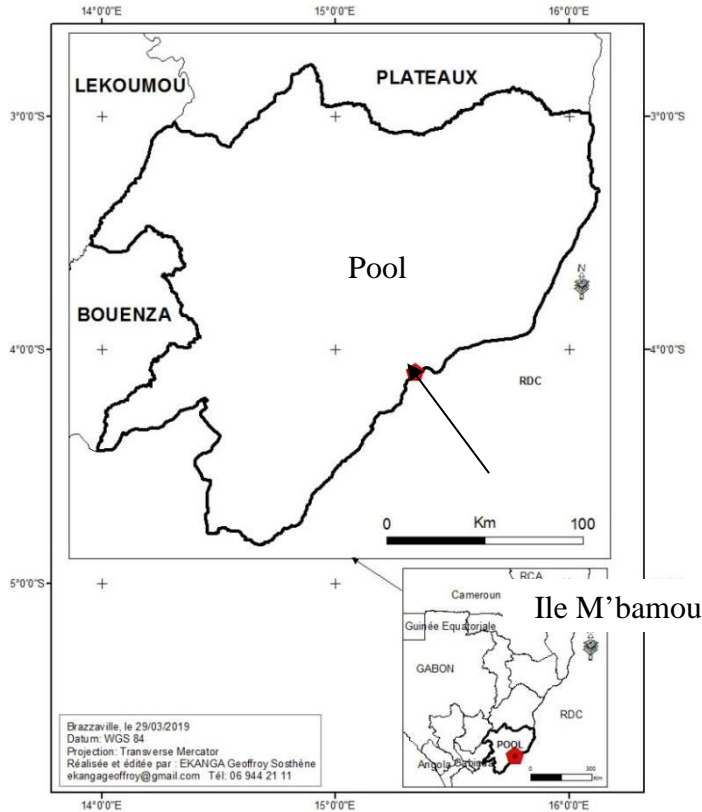 14°0'0"E 15°0'0"E 16°0'0"E
LEKOUMOU
PLATEAUX
3°0'0"S 3°0'0"S
Pool
N
BOUENZA
4°0'0"S 4°0'0"S
RDC
0 Km 100
5°0'0"S
RCA
Cameroun
Ile M'bamou
Guinée Equatoriale
GABON
RDC
POOL
Angola
0 300
Km
Brazzaville, le 29/03/2019
Datum: WGS 84
Projection: Transverse Mercator
Réalisée et éditée par : EKANGA Geoffroy Sosthène
ekangageoffroy@gmail.com Tél: 06 944 21 11
14°0'0"E 15°0'0"E 16°0'0"E